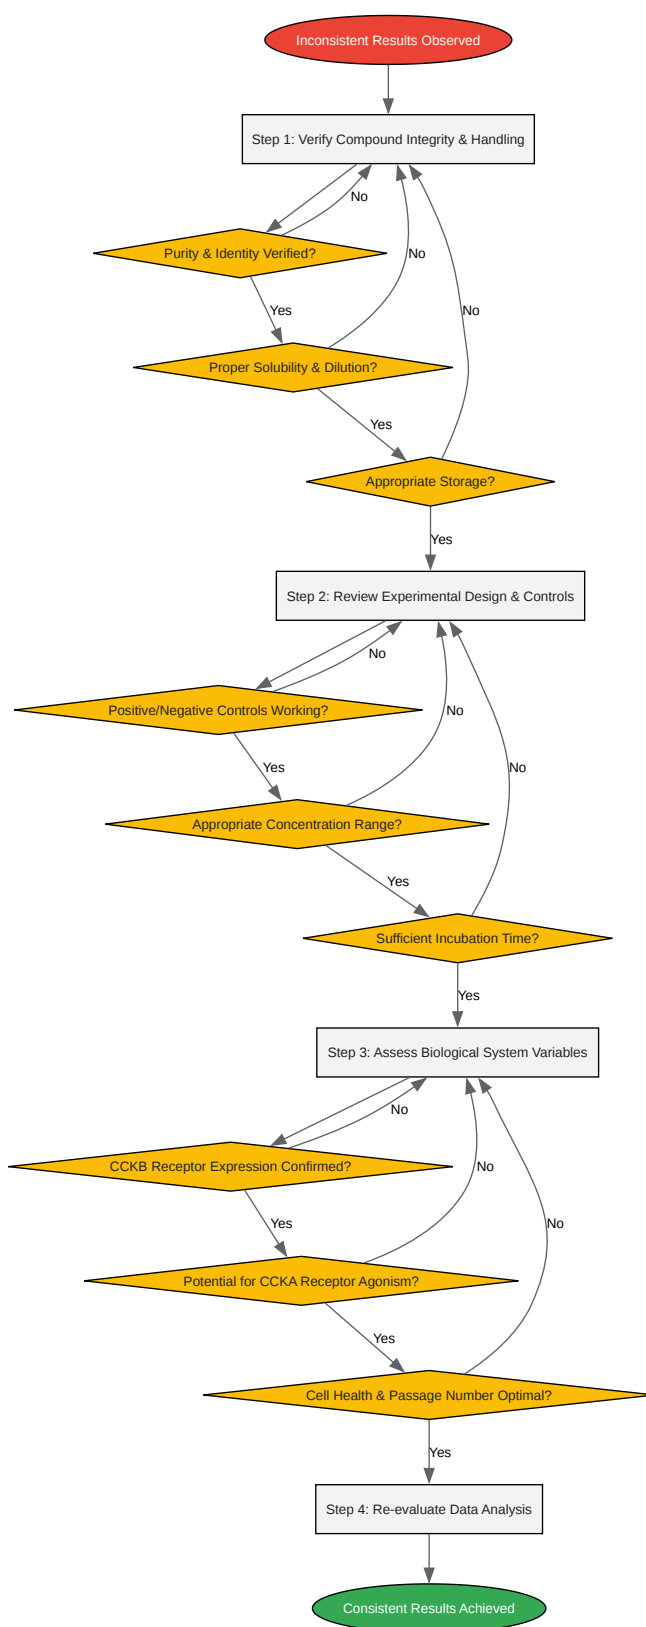 Inconsistent Results Observed
Step 1: Verify Compound Integrity & Handling
No
Purity & Identity Verified?
No
Yes
No
Proper Solubility & Dilution?
Yes
Appropriate Storage?
Yes
Step 2: Review Experimental Design & Controls
No
Positive/Negative Controls Working?
No
Yes
No
Appropriate Concentration Range?
Yes
Sufficient Incubation Time?
Yes
Step 3: Assess Biological System Variables
No
CCKB Receptor Expression Confirmed?
No
Yes
No
Potential for CCKA Receptor Agonism?
Yes
Cell Health & Passage Number Optimal?
Yes
Step 4: Re-evaluate Data Analysis
Consistent Results Achieved